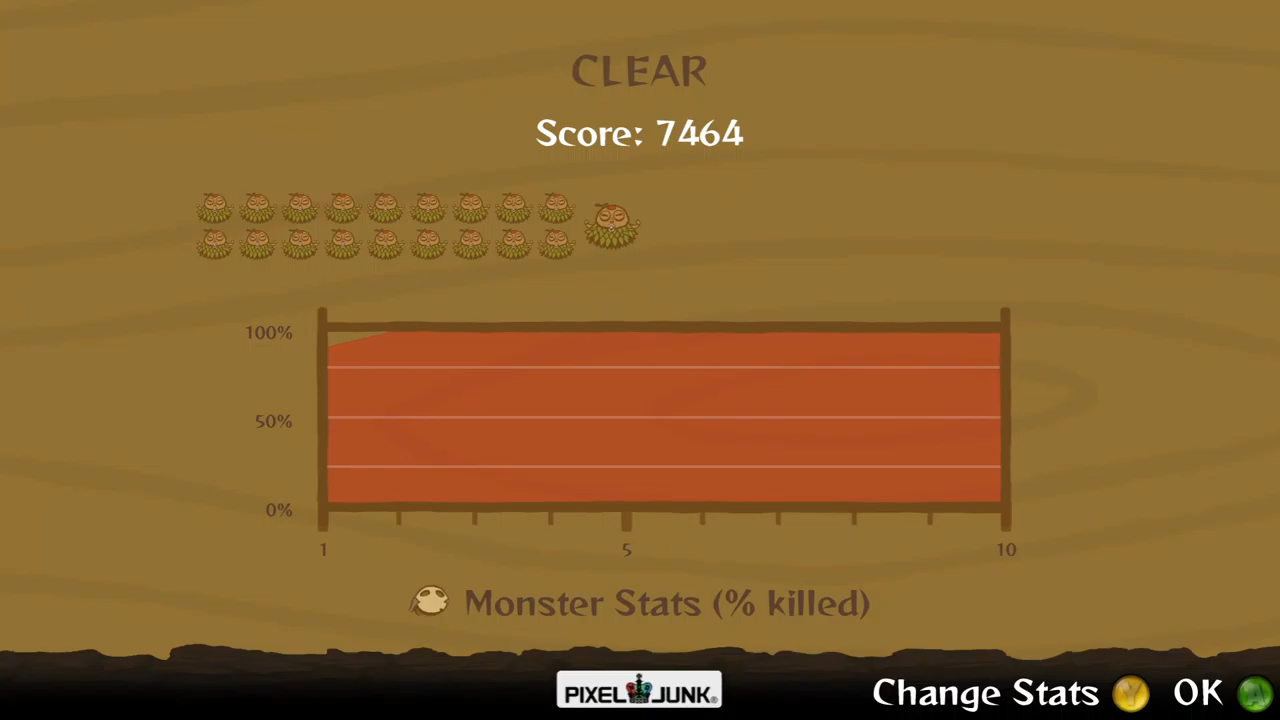 CLEAR
Score: 7464
100%
50%
0%
1 5 10
Monster Stats (% killed)
PIXEL JUNK®
Change Stats Y OK A